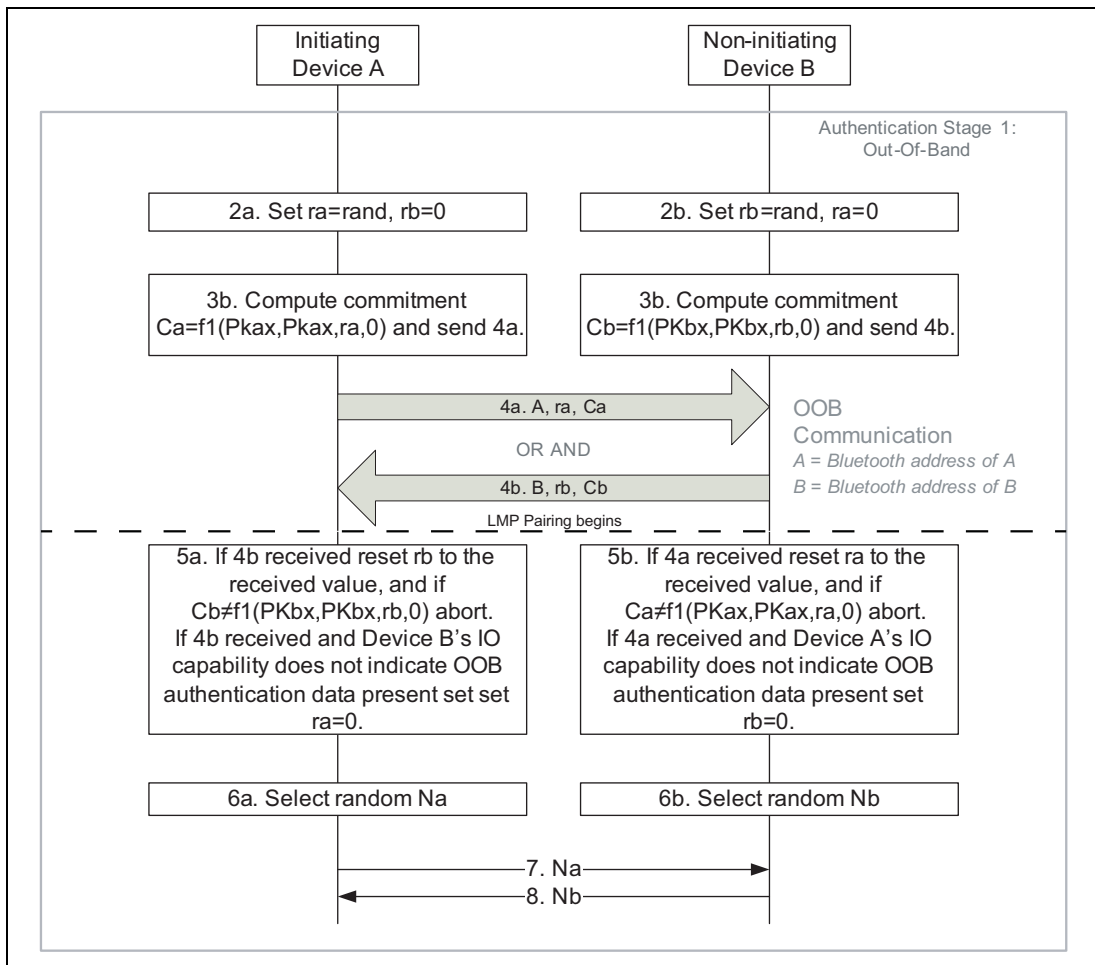 Initiating
Device A
Non-initiating
Device B
Authentication Stage 1:
Out-Of-Band
2a. Set ra=rand, rb=0
2b. Set rb=rand, ra=0
3b. Compute commitment
Ca=f1(Pkax,Pkax,ra,0) and send 4a.
3b. Compute commitment
Cb=f1(PKbx,PKbx,rb,0) and send 4b.
4a. A, ra, Ca
OR AND
4b. B, rb, Cb
OOB
Communication
A = Bluetooth address of A
B = Bluetooth address of B
LMP Pairing begins
5a. If 4b received reset rb to the
received value, and if
Cb≠f1(PKbx,PKbx,rb,0) abort.
If 4b received and Device B’s IO
capability does not indicate OOB
authentication data present set set
ra=0.
5b. If 4a received reset ra to the
received value, and if
Ca≠f1(PKax,PKax,ra,0) abort.
If 4a received and Device A’s IO
capability does not indicate OOB
authentication data present set
rb=0.
6a. Select random Na
6b. Select random Nb
7. Na
8. Nb